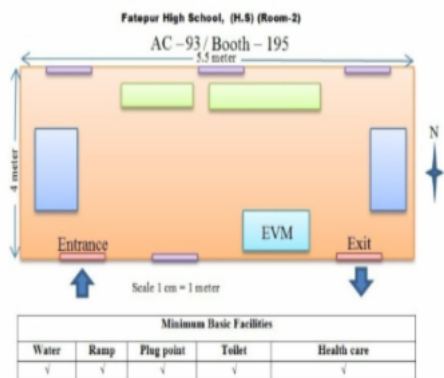 Fatepur High School, (H.S) (Room-2)
AC –93 / Booth – 195
5.5 meter
4 meter
N
EVM
Entrance
Exit
Scale 1 cm = 1 meter
Minimum Basic Facilities
Water Ramp Plug point Toilet Health care
√ √ √ √ √